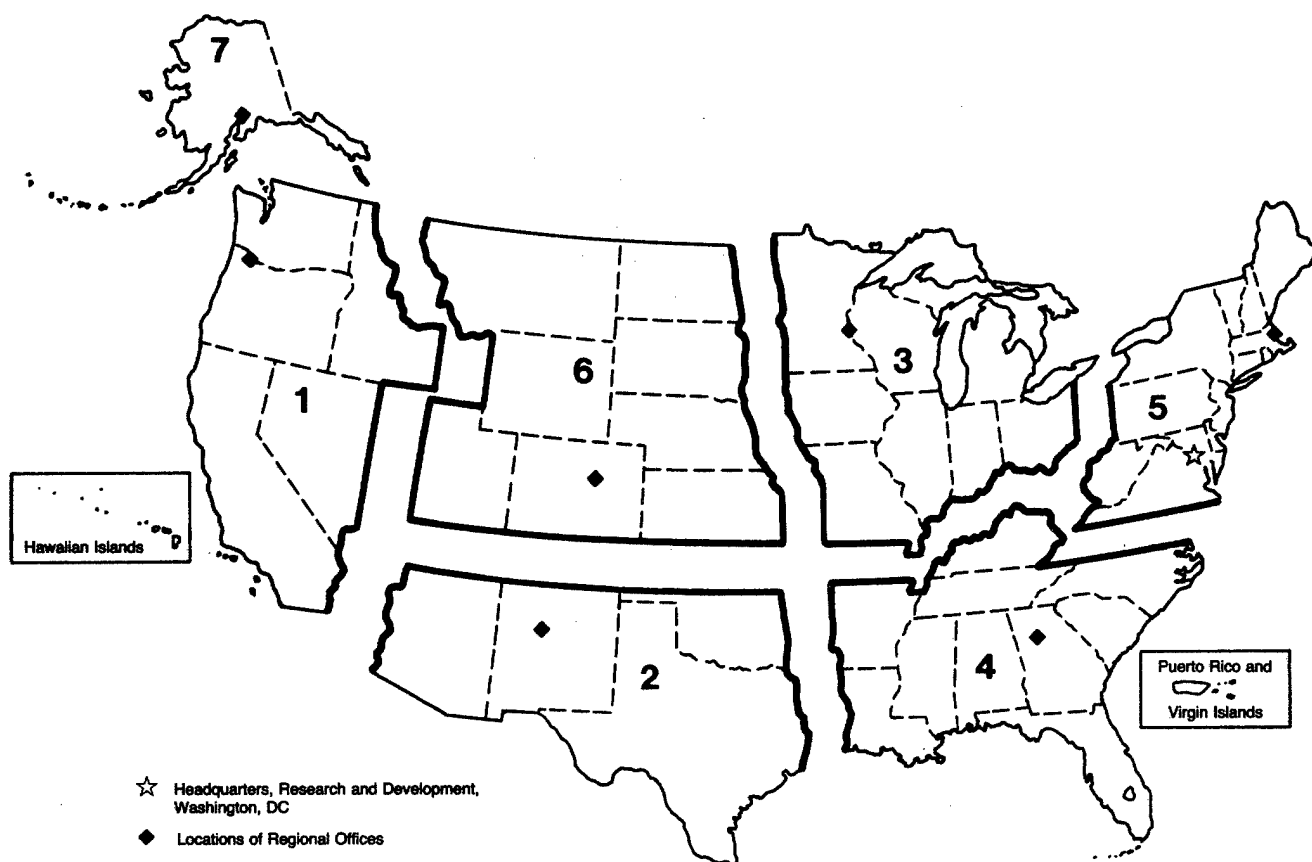 7
6
3
1
5
Hawaiian Islands
4
2
Puerto Rico and
Virgin Islands
Headquarters, Research and Development,
Washington, DC
Locations of Regional Offices